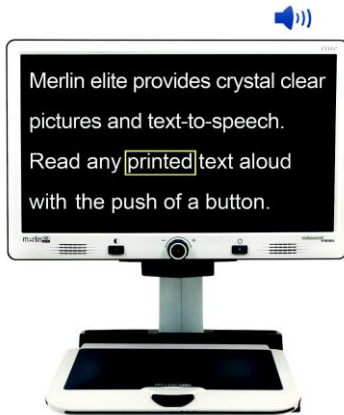 Merlin elite provides crystal clear
pictures and text-to-speech.
Read any printed text aloud
with the push of a button.
merlin